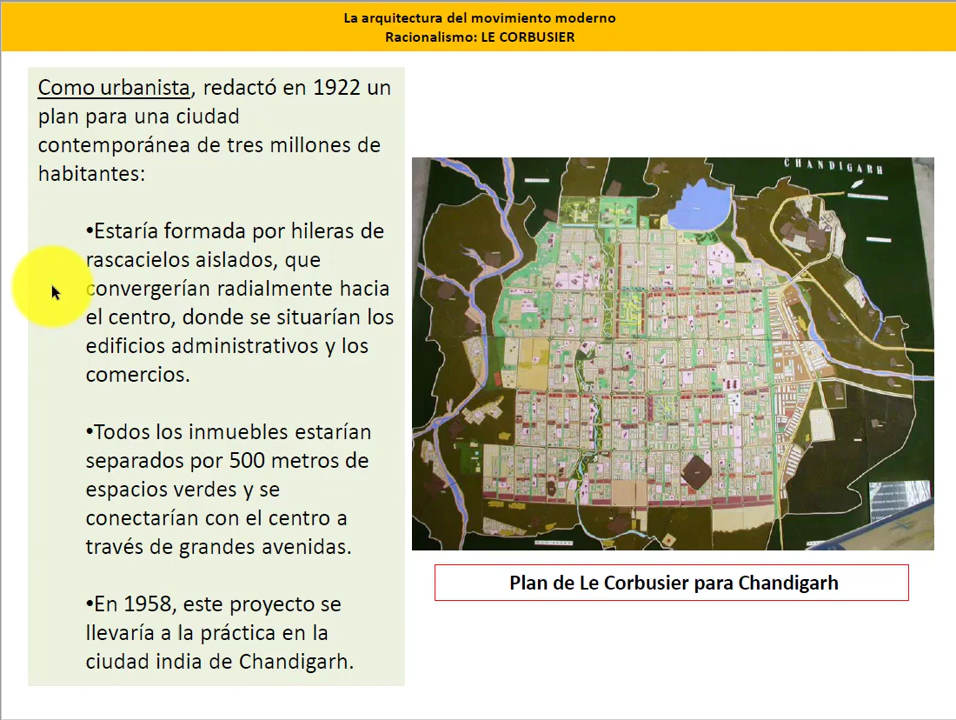 La arquitectura del movimiento moderno
Racionalismo: LE CORBUSIER
Como urbanista, redactó en 1922 un
plan para una ciudad
contemporánea de tres millones de
habitantes:
•Estaría formada por hileras de
rascacielos aislados, que
convergerían radialmente hacia
el centro, donde se situarían los
edificios administrativos y los
comercios.
•Todos los inmuebles estarían
separados por 500 metros de
espacios verdes y se
conectarían con el centro a
través de grandes avenidas.
•En 1958, este proyecto se
llevaría a la práctica en la
ciudad india de Chandigarh.
CHANDIGARH
Plan de Le Corbusier para Chandigarh